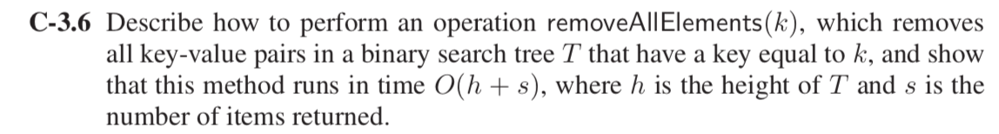 C-3.6 Describe how to perform an operation removeAllElements(k), which removes
all key-value pairs in a binary search tree T that have a key equal to k, and show
that this method runs in time O(h + s), where h is the height of T and s is the
number of items returned.